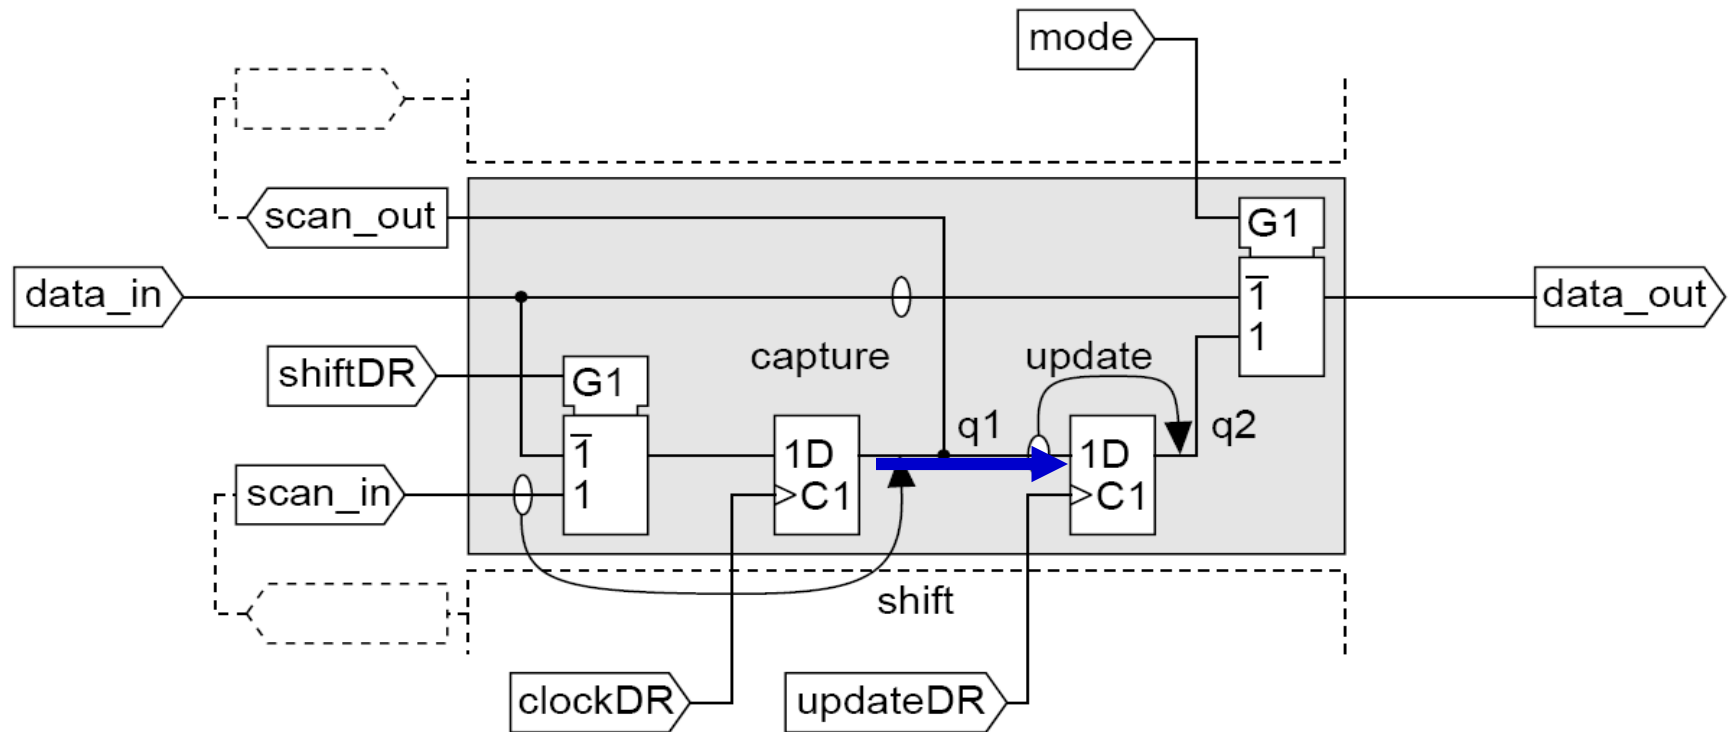 mode
scan_out
G1
data_in
1
1
data_out
capture
update
shiftDR
G1
q1
q2
1
1D
1D
scan_in
1
C1
C1
shift
clockDR
updateDR